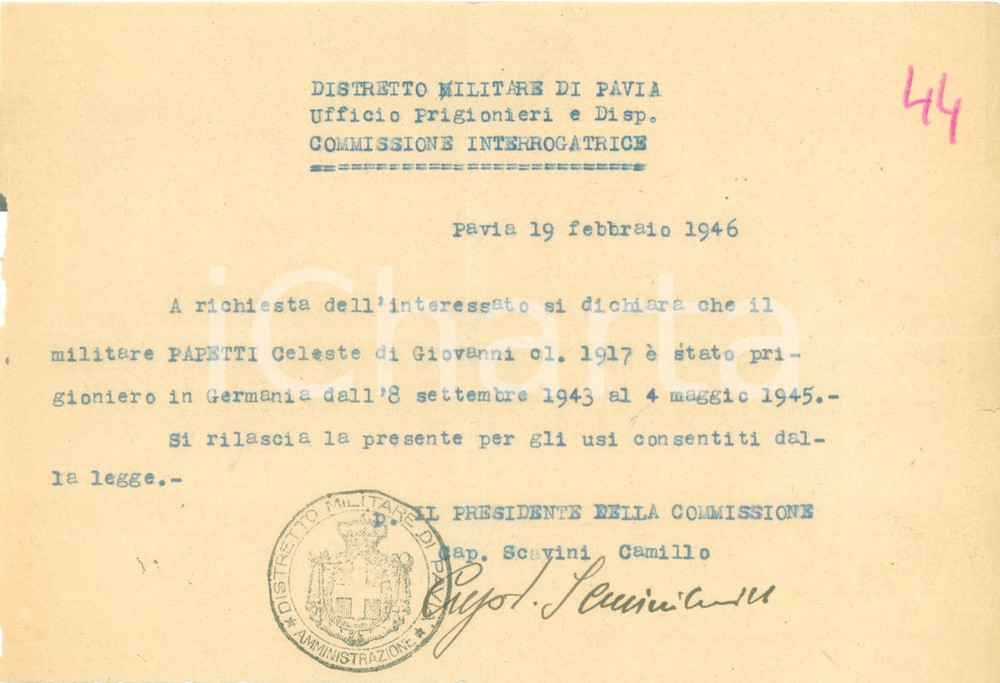 DISTRETTO MILITARE DI PAVIA
Ufficio Prigionieri e Disp.
COMMISSIONE INTERROGATRICE
44
Pavia 19 febbraio 1946
A richiesta dell'interessato si dichiara che il
militare PAPETTI Celeste di Giovanni cl. 1917 è stato pri-
gioniero in Germania dall'8 settembre 1943 al 4 maggio 1945.-
Si rilascia la presente per gli usi consentiti dal-
la legge.-
p. IL PRESIDENTE DELLA COMMISSIONE
Cap. Scavini Camillo
DISTRETTO MILITARE DI PAVIA
★ AMMINISTRAZIONE ★
iCharta